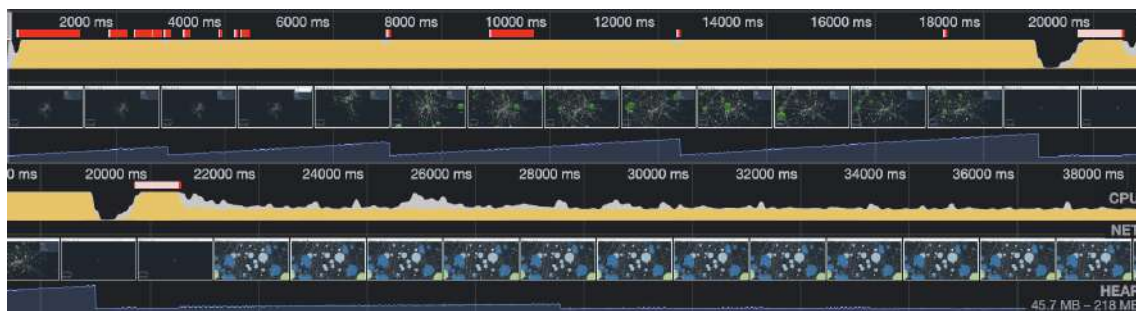 2000 ms 4000 ms 6000 ms 8000 ms 10000 ms 12000 ms 14000 ms 16000 ms 18000 ms 20000 ms
0 ms 20000 ms 22000 ms 24000 ms 26000 ms 28000 ms 30000 ms 32000 ms 34000 ms 36000 ms 38000 ms
CPU
NET
HEAP
45.7 MB – 218 MB